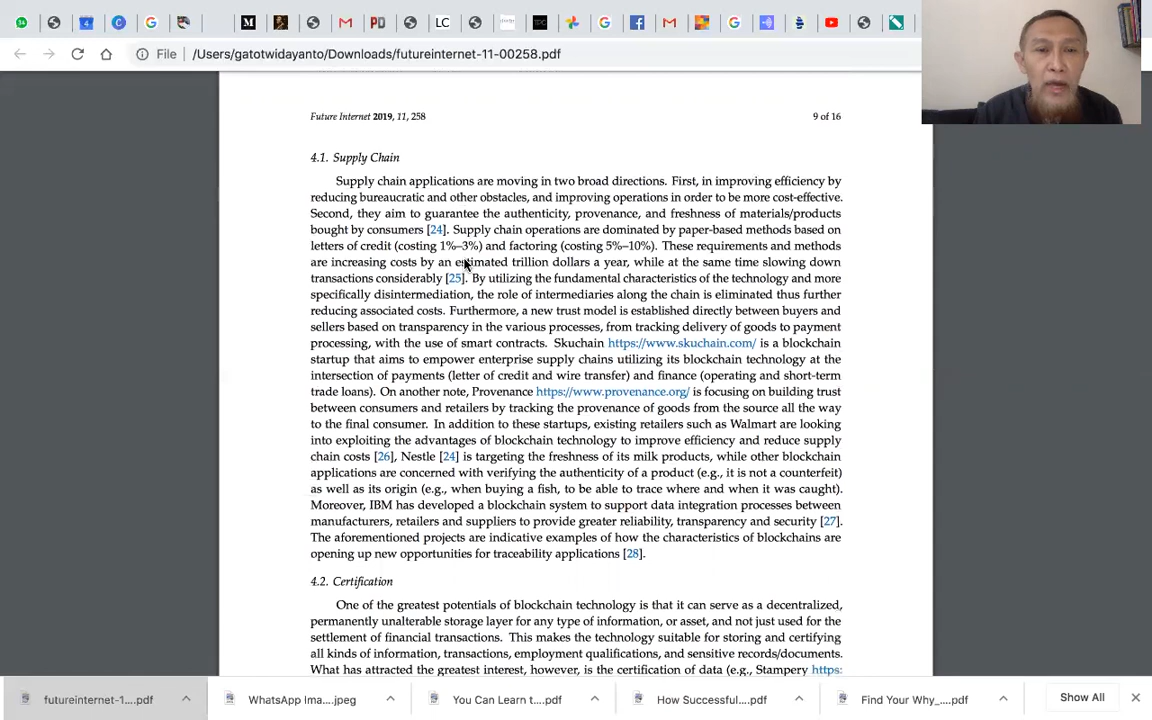 File
/Users/gatotwidayanto/Downloads/futureinternet-11-00258.pdf
Future Internet 2019, 11, 258
9 of 16
4.1. Supply Chain
Supply chain applications are moving in two broad directions. First, in improving efficiency by
reducing bureaucratic and other obstacles, and improving operations in order to be more cost-effective.
Second, they aim to guarantee the authenticity, provenance, and freshness of materials/products
bought by consumers [24]. Supply chain operations are dominated by paper-based methods based on
letters of credit (costing 1%–3%) and factoring (costing 5%–10%). These requirements and methods
are increasing costs by an estimated trillion dollars a year, while at the same time slowing down
transactions considerably [25]. By utilizing the fundamental characteristics of the technology and more
specifically disintermediation, the role of intermediaries along the chain is eliminated thus further
reducing associated costs. Furthermore, a new trust model is established directly between buyers and
sellers based on transparency in the various processes, from tracking delivery of goods to payment
processing, with the use of smart contracts. Skuchain https://www.skuchain.com/ is a blockchain
startup that aims to empower enterprise supply chains utilizing its blockchain technology at the
intersection of payments (letter of credit and wire transfer) and finance (operating and short-term
trade loans). On another note, Provenance https://www.provenance.org/ is focusing on building trust
between consumers and retailers by tracking the provenance of goods from the source all the way
to the final consumer. In addition to these startups, existing retailers such as Walmart are looking
into exploiting the advantages of blockchain technology to improve efficiency and reduce supply
chain costs [26], Nestle [24] is targeting the freshness of its milk products, while other blockchain
applications are concerned with verifying the authenticity of a product (e.g., it is not a counterfeit)
as well as its origin (e.g., when buying a fish, to be able to trace where and when it was caught).
Moreover, IBM has developed a blockchain system to support data integration processes between
manufacturers, retailers and suppliers to provide greater reliability, transparency and security [27].
The aforementioned projects are indicative examples of how the characteristics of blockchains are
opening up new opportunities for traceability applications [28].
4.2. Certification
One of the greatest potentials of blockchain technology is that it can serve as a decentralized,
permanently unalterable storage layer for any type of information, or asset, and not just used for the
settlement of financial transactions. This makes the technology suitable for storing and certifying
all kinds of information, transactions, employment qualifications, and sensitive records/documents.
What has attracted the greatest interest, however, is the certification of data (e.g., Stampery https:
futureinternet-1....pdf
WhatsApp Ima....jpeg
You Can Learn t....pdf
How Successful....pdf
Find Your Why_....pdf
Show All